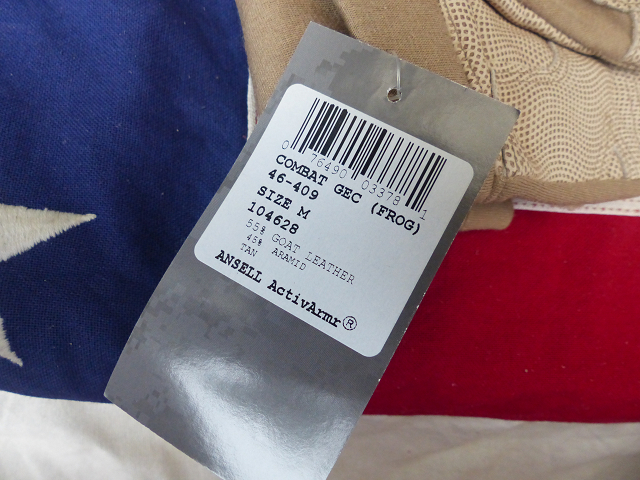 0 76490 03378 1
COMBAT GEC (FROG)
46-409
SIZE M
104628
55% GOAT LEATHER
45% ARAMID
TAN
ANSELL ActivArmr®